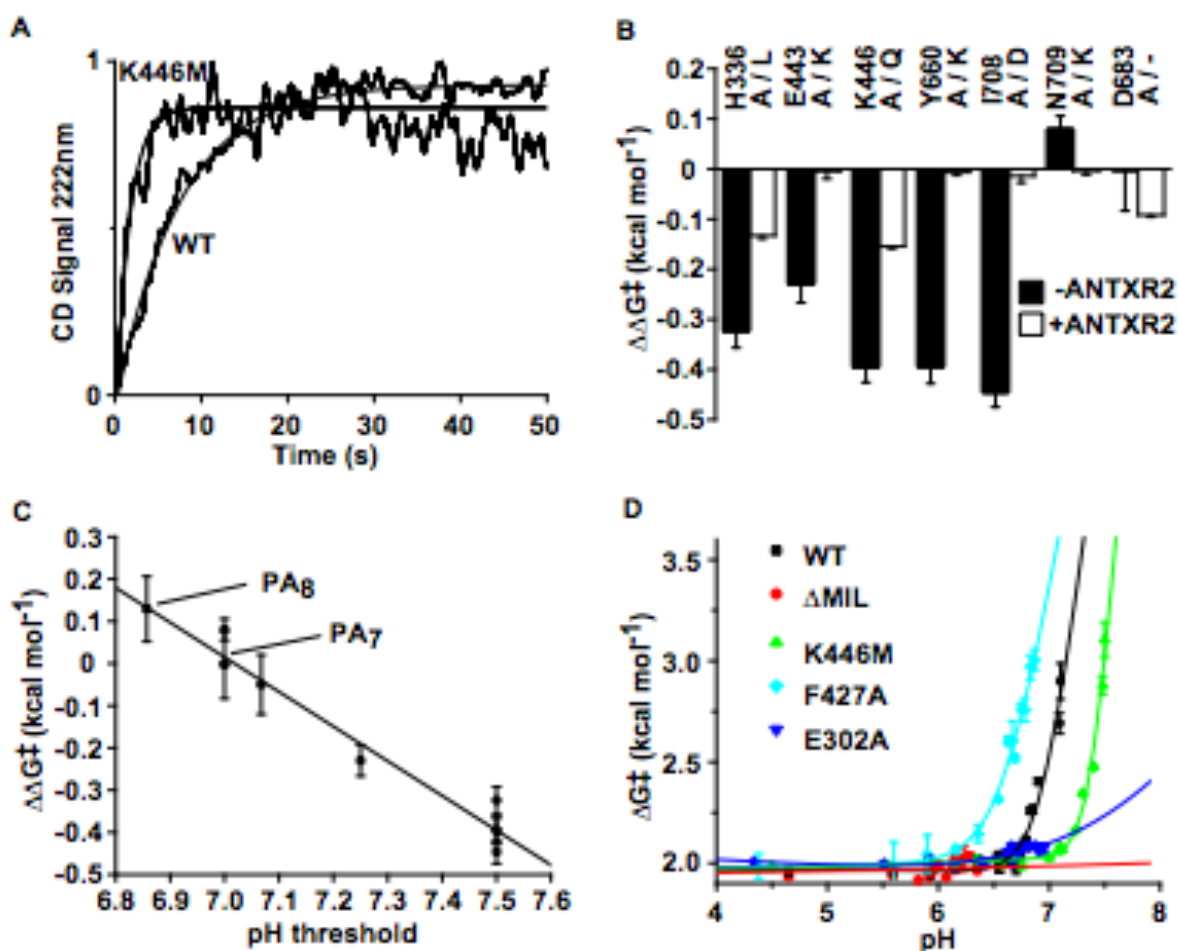 A
1
K446M
WT
0
CD Signal 222nm
0 10 20 30 40 50
Time (s)
B
H336 E443 K446 Y660 I708 N709 D683
A / L A / K A / Q A / K A / D A / K A / -
0.2
0.1
0
-0.1
-0.2
-0.3
-0.4
-0.5
ΔΔG‡ (kcal mol⁻¹)
-ANTXR2
+ANTXR2
C
0.3
0.2
0.1
0
-0.1
-0.2
-0.3
-0.4
-0.5
ΔΔG‡ (kcal mol⁻¹)
PA8
PA7
6.8 6.9 7.0 7.1 7.2 7.3 7.4 7.5 7.6
pH threshold
D
3.5
3.0
2.5
2.0
ΔG‡ (kcal mol⁻¹)
WT
ΔMIL
K446M
F427A
E302A
4 5 6 7 8
pH